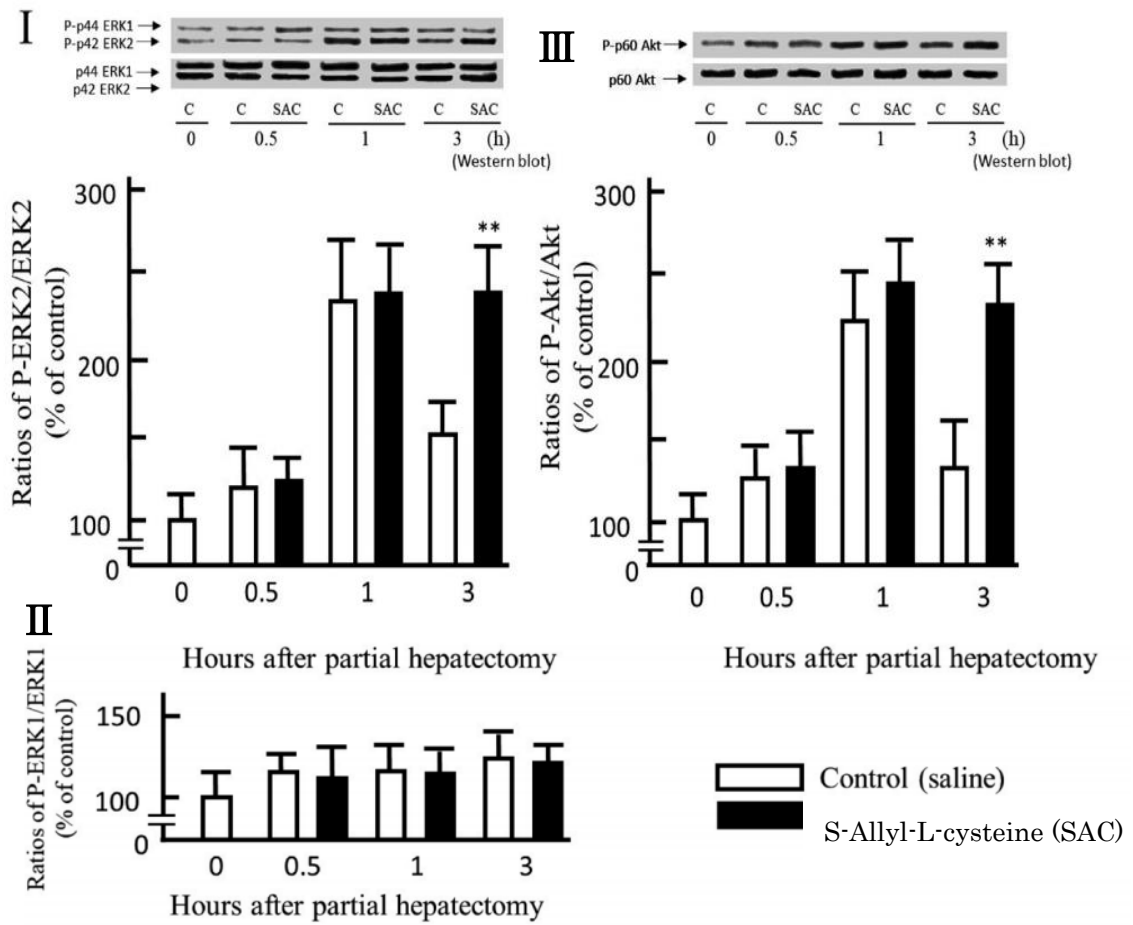 I
P-p44 ERK1
P-p42 ERK2
p44 ERK1
p42 ERK2
C C SAC C SAC C SAC
0 0.5 1 3 (h)
(Western blot)
Ratios of P-ERK2/ERK2
(% of control)
300
200
100
0
0 0.5 1 3
Hours after partial hepatectomy
**
III
P-p60 Akt
p60 Akt
C C SAC C SAC C SAC
0 0.5 1 3 (h)
(Western blot)
Ratios of P-Akt/Akt
(% of control)
300
200
100
0
0 0.5 1 3
Hours after partial hepatectomy
**
II
Ratios of P-ERK1/ERK1
(% of control)
150
100
0
0 0.5 1 3
Hours after partial hepatectomy
Control (saline)
S-Allyl-L-cysteine (SAC)